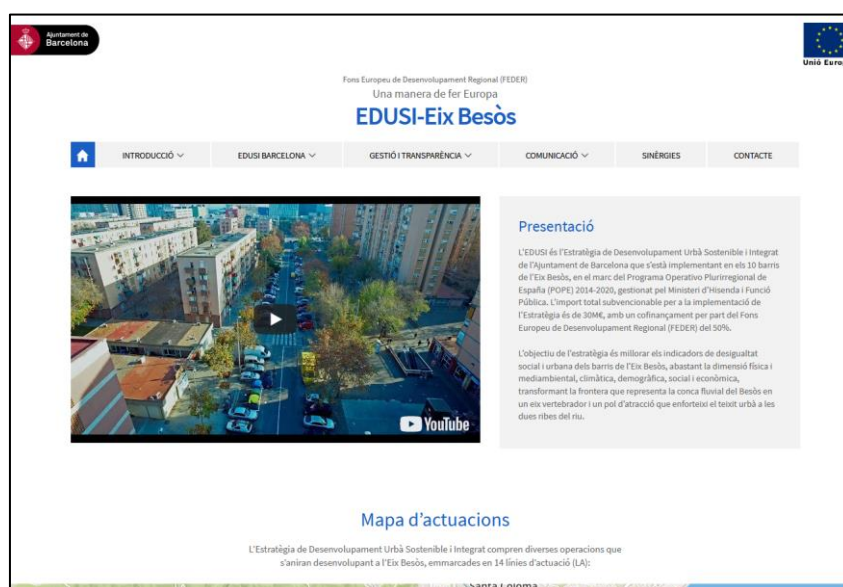 Ajuntament de
Barcelona
Unió Euro
Fons Europeu de Desenvolupament Regional (FEDER)
Una manera de fer Europa
EDUSI-Eix Besòs
INTRODUCCIÓ
EDUSI BARCELONA
GESTIÓ I TRANSPARÈNCIA
COMUNICACIÓ
SINÈRGIES
CONTACTE
YouTube
Presentació
L'EDUSI és l'Estratègia de Desenvolupament Urbà Sostenible i Integrat
de l'Ajuntament de Barcelona que s'està implementant en els 10 barris
de l'Eix Besòs, en el marc del Programa Operativo Plurirregional de
España (POPE) 2014-2020, gestionat pel Ministeri d'Hisenda i Funció
Pública. L'import total subvencionable per a la implementació de
l'Estratègia és de 30M€, amb un cofinançament per part del Fons
Europeu de Desenvolupament Regional (FEDER) del 50%.
L'objectiu de l'estratègia és millorar els indicadors de desigualtat
social i urbana dels barris de l'Eix Besòs, abastant la dimensió física i
mediambiental, climàtica, demogràfica, social i econòmica,
transformant la frontera que representa la conca fluvial del Besòs en
un eix vertebrador i un pol d'atracció que enforteixi el teixit urbà a les
dues ribes del riu.
Mapa d'actuacions
L'Estratègia de Desenvolupament Urbà Sostenible i Integrat compren diverses operacions que
s'aniran desenvolupant a l'Eix Besòs, emmarcades en 14 línies d'actuació (LA):
Santa Coloma